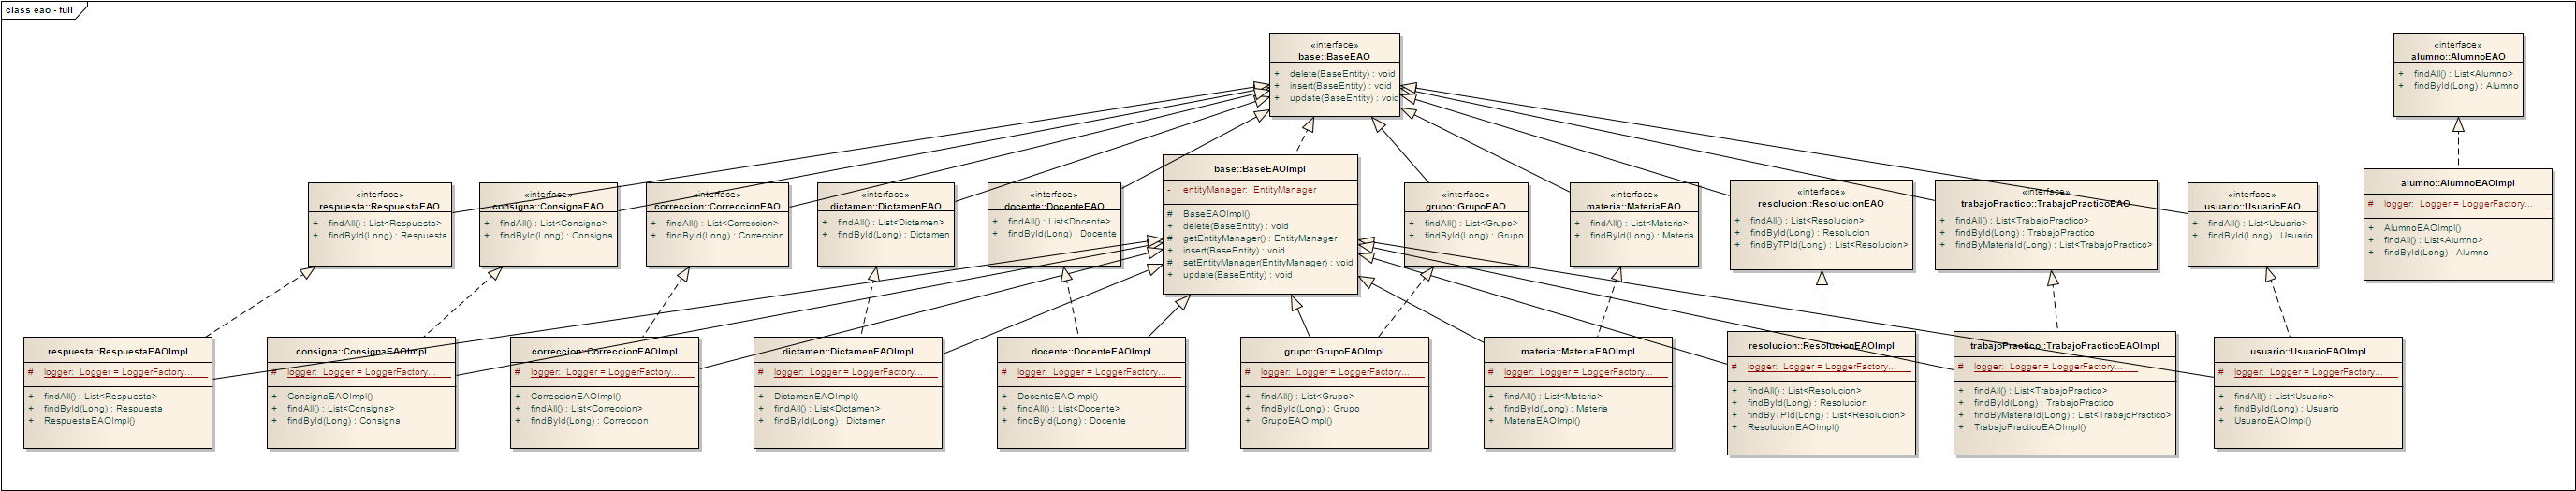 class eao - full
«interface»
base::BaseEAO
+ delete(BaseEntity) : void
+ insert(BaseEntity) : void
+ update(BaseEntity) : void
«interface»
alumno::AlumnoEAO
+ findAll() : List<Alumno>
+ findById(Long) : Alumno
«interface»
respuesta::RespuestaEAO
+ findAll() : List<Respuesta>
+ findById(Long) : Respuesta
«interface»
consigna::ConsignaEAO
+ findAll() : List<Consigna>
+ findById(Long) : Consigna
«interface»
correccion::CorreccionEAO
+ findAll() : List<Correccion>
+ findById(Long) : Correccion
«interface»
dictamen::DictamenEAO
+ findAll() : List<Dictamen>
+ findById(Long) : Dictamen
«interface»
docente::DocenteEAO
+ findAll() : List<Docente>
+ findById(Long) : Docente
base::BaseEAOImpl
- entityManager: EntityManager
# BaseEAOImpl()
+ delete(BaseEntity) : void
# getEntityManager() : EntityManager
+ insert(BaseEntity) : void
# setEntityManager(EntityManager) : void
+ update(BaseEntity) : void
«interface»
grupo::GrupoEAO
+ findAll() : List<Grupo>
+ findById(Long) : Grupo
«interface»
materia::MateriaEAO
+ findAll() : List<Materia>
+ findById(Long) : Materia
«interface»
resolucion::ResolucionEAO
+ findAll() : List<Resolucion>
+ findById(Long) : Resolucion
+ findByTPId(Long) : List<Resolucion>
«interface»
trabajoPractico::TrabajoPracticoEAO
+ findAll() : List<TrabajoPractico>
+ findById(Long) : TrabajoPractico
+ findByMateriaId(Long) : List<TrabajoPractico>
«interface»
usuario::UsuarioEAO
+ findAll() : List<Usuario>
+ findById(Long) : Usuario
alumno::AlumnoEAOImpl
# logger: Logger = LoggerFactory...
+ AlumnoEAOImpl()
+ findAll() : List<Alumno>
+ findById(Long) : Alumno
respuesta::RespuestaEAOImpl
# logger: Logger = LoggerFactory...
+ findAll() : List<Respuesta>
+ findById(Long) : Respuesta
+ RespuestaEAOImpl()
consigna::ConsignaEAOImpl
# logger: Logger = LoggerFactory...
+ ConsignaEAOImpl()
+ findAll() : List<Consigna>
+ findById(Long) : Consigna
correccion::CorreccionEAOImpl
# logger: Logger = LoggerFactory...
+ CorreccionEAOImpl()
+ findAll() : List<Correccion>
+ findById(Long) : Correccion
dictamen::DictamenEAOImpl
# logger: Logger = LoggerFactory...
+ DictamenEAOImpl()
+ findAll() : List<Dictamen>
+ findById(Long) : Dictamen
docente::DocenteEAOImpl
# logger: Logger = LoggerFactory...
+ DocenteEAOImpl()
+ findAll() : List<Docente>
+ findById(Long) : Docente
grupo::GrupoEAOImpl
# logger: Logger = LoggerFactory...
+ findAll() : List<Grupo>
+ findById(Long) : Grupo
+ GrupoEAOImpl()
materia::MateriaEAOImpl
# logger: Logger = LoggerFactory...
+ findAll() : List<Materia>
+ findById(Long) : Materia
+ MateriaEAOImpl()
resolucion::ResolucionEAOImpl
# logger: Logger = LoggerFactory...
+ findAll() : List<Resolucion>
+ findById(Long) : Resolucion
+ findByTPId(Long) : List<Resolucion>
+ ResolucionEAOImpl()
trabajoPractico::TrabajoPracticoEAOImpl
# logger: Logger = LoggerFactory...
+ findAll() : List<TrabajoPractico>
+ findById(Long) : TrabajoPractico
+ findByMateriaId(Long) : List<TrabajoPractico>
+ TrabajoPracticoEAOImpl()
usuario::UsuarioEAOImpl
# logger: Logger = LoggerFactory...
+ findAll() : List<Usuario>
+ findById(Long) : Usuario
+ UsuarioEAOImpl()